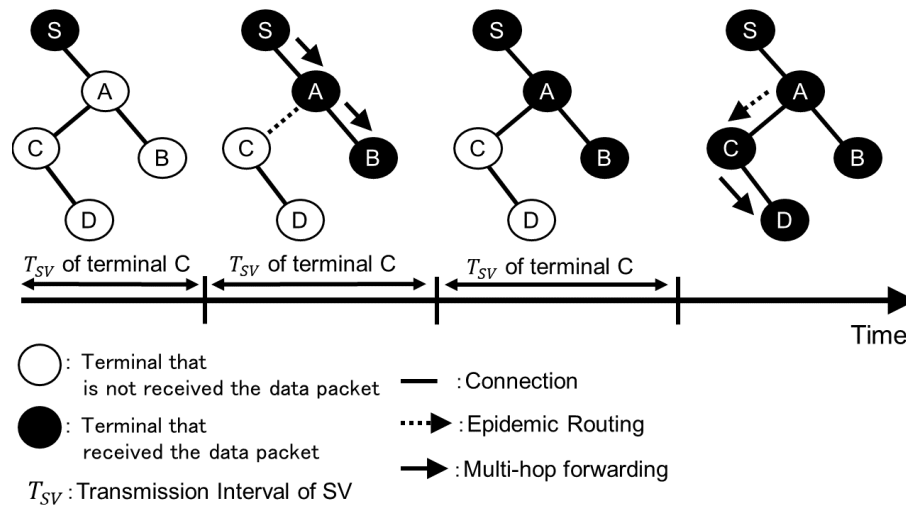 S S S S
A A A A
C B C B C B C B
D D D D
T_SV of terminal C T_SV of terminal C T_SV of terminal C
Time
: Terminal that
is not received the data packet
: Terminal that
received the data packet
T_SV : Transmission Interval of SV
: Connection
: Epidemic Routing
: Multi-hop forwarding